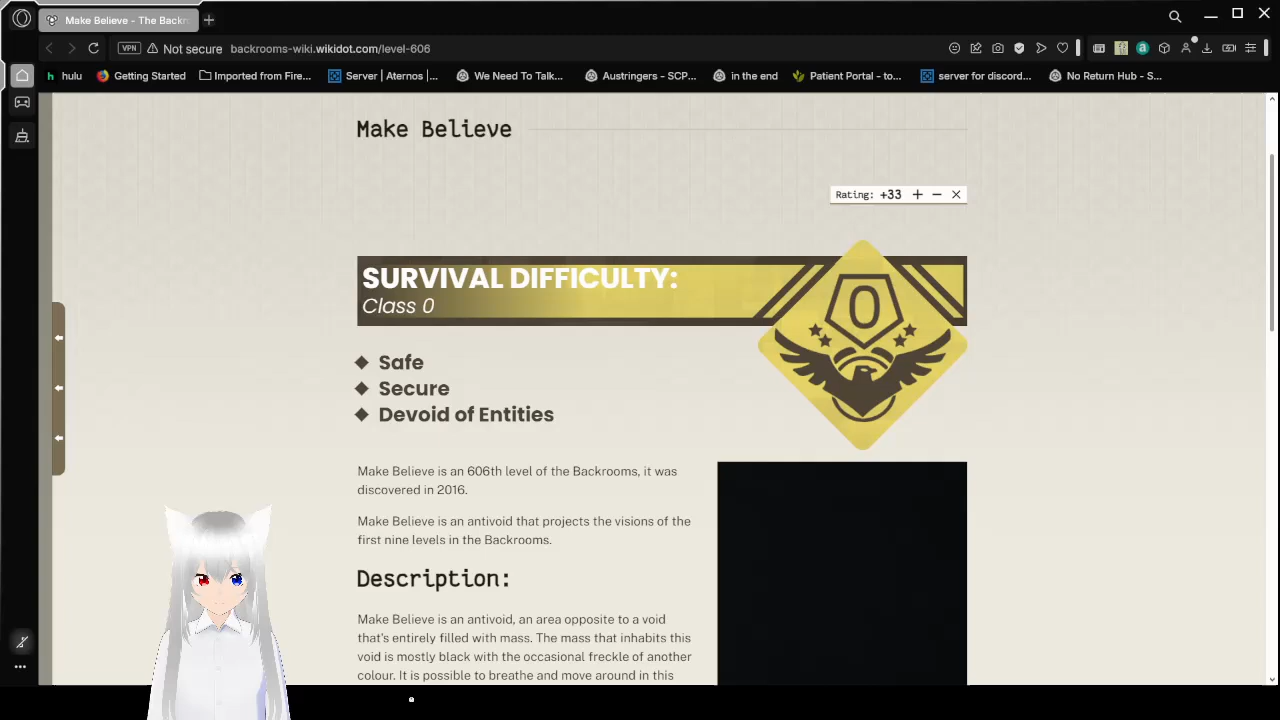 Make Believe - The Backr
VPN Not secure backrooms-wiki.wikidot.com/level-606
h hulu Getting Started Imported from Fire... Server | Aternos |... We Need To Talk... Austringers - SCP... in the end Patient Portal - to... server for discord... No Return Hub - S...
Make Believe
Rating: +33 + − ×
SURVIVAL DIFFICULTY:
Class 0
0
Safe
Secure
Devoid of Entities
Make Believe is an 606th level of the Backrooms, it was
discovered in 2016.
Make Believe is an antivoid that projects the visions of the
first nine levels in the Backrooms.
Description:
Make Believe is an antivoid, an area opposite to a void
that's entirely filled with mass. The mass that inhabits this
void is mostly black with the occasional freckle of another
colour. It is possible to breathe and move around in this